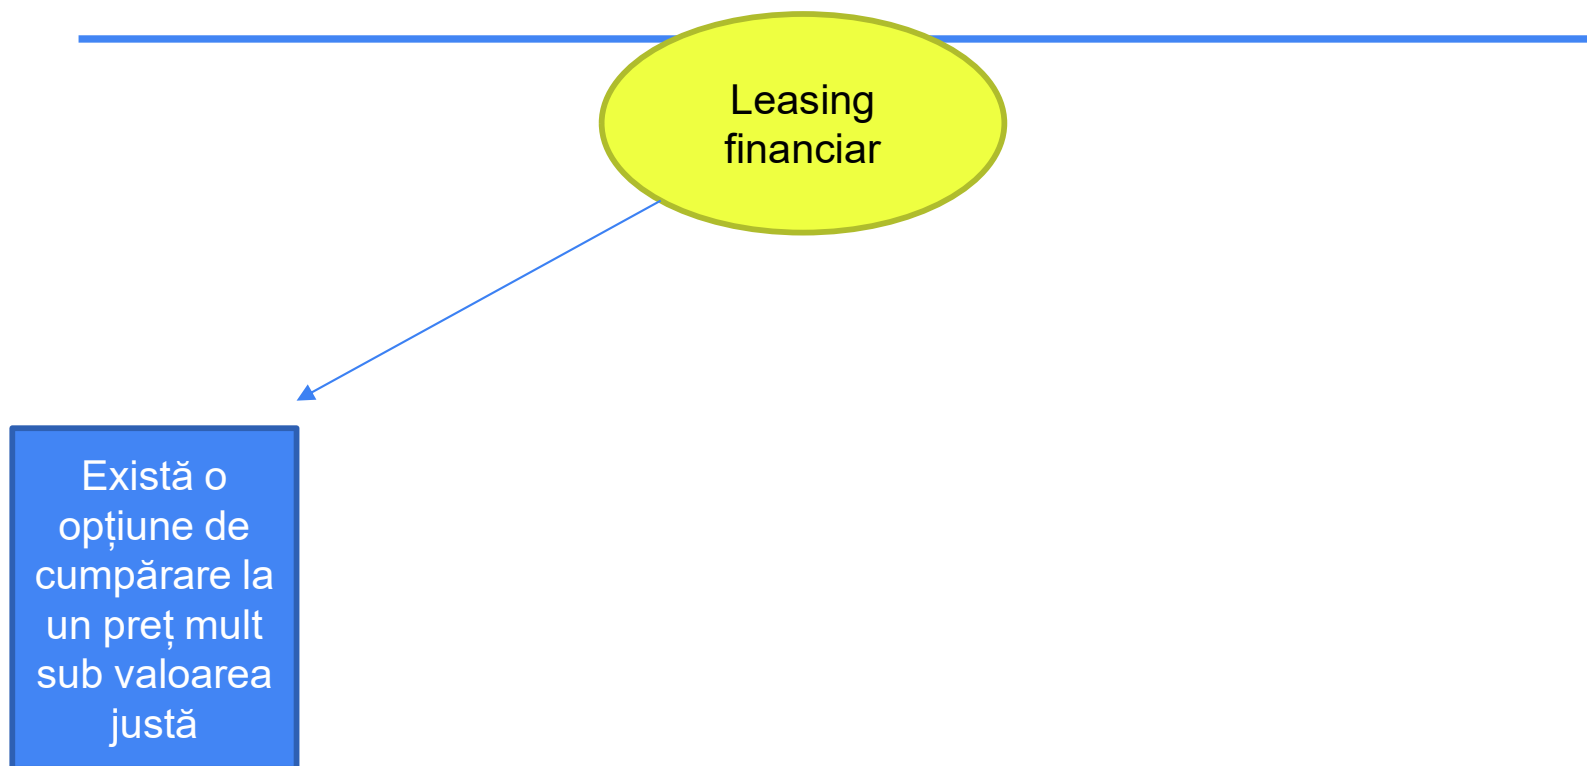 Leasing
financiar
Există o
opțiune de
cumpărare la
un preț mult
sub valoarea
justă